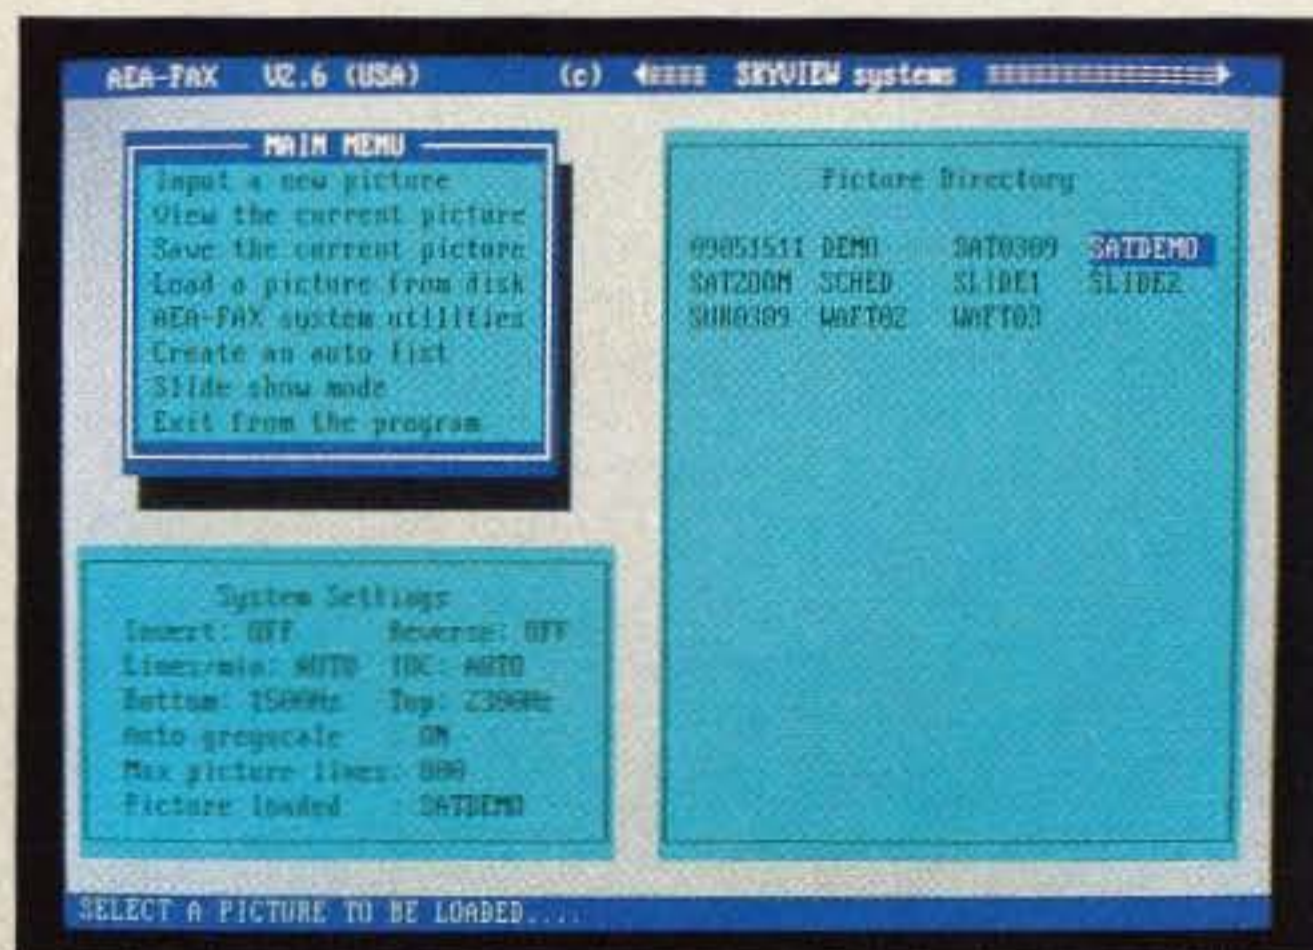 AEA-FAX V2.6 (USA) (c) SKYVIEW systems
MAIN MENU
Input a new picture
View the current picture
Save the current picture
Load a picture from disk
AEA-FAX system utilities
Create an auto list
Slide show mode
Exit from the program
Picture Directory
09051511 DEMO SAT0309 SATDEMO
SATZOOM SCHED SLIDE1 SLIDE2
WAFT02 WAFT03
System Settings
Invert: OFF Reverse: OFF
Lines/min: AUTO IOC: AUTO
Bottom: 1500Hz Top: 2300Hz
Auto greyscale : ON
Max picture lines: 800
Picture loaded : SATDEMO
SELECT A PICTURE TO BE LOADED....